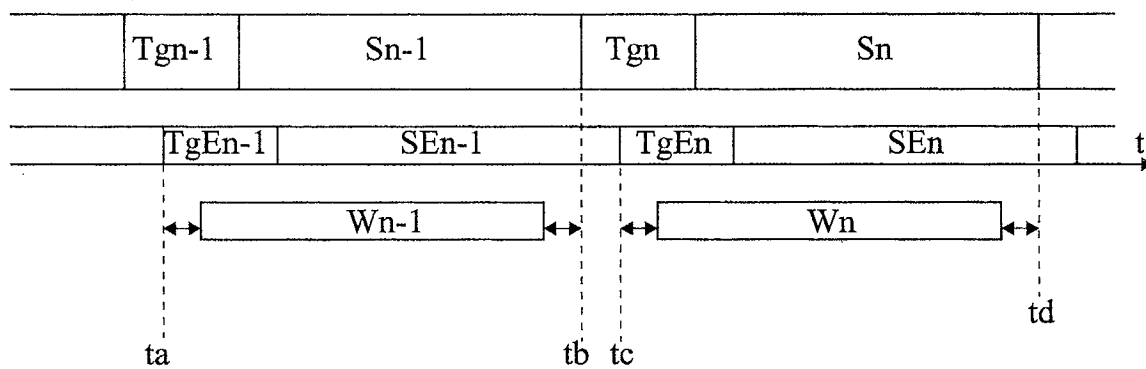 Tgn-1 Sn-1 Tgn Sn
TgEn-1 SEn-1 TgEn SEn t
Wn-1 Wn
td
ta tb tc